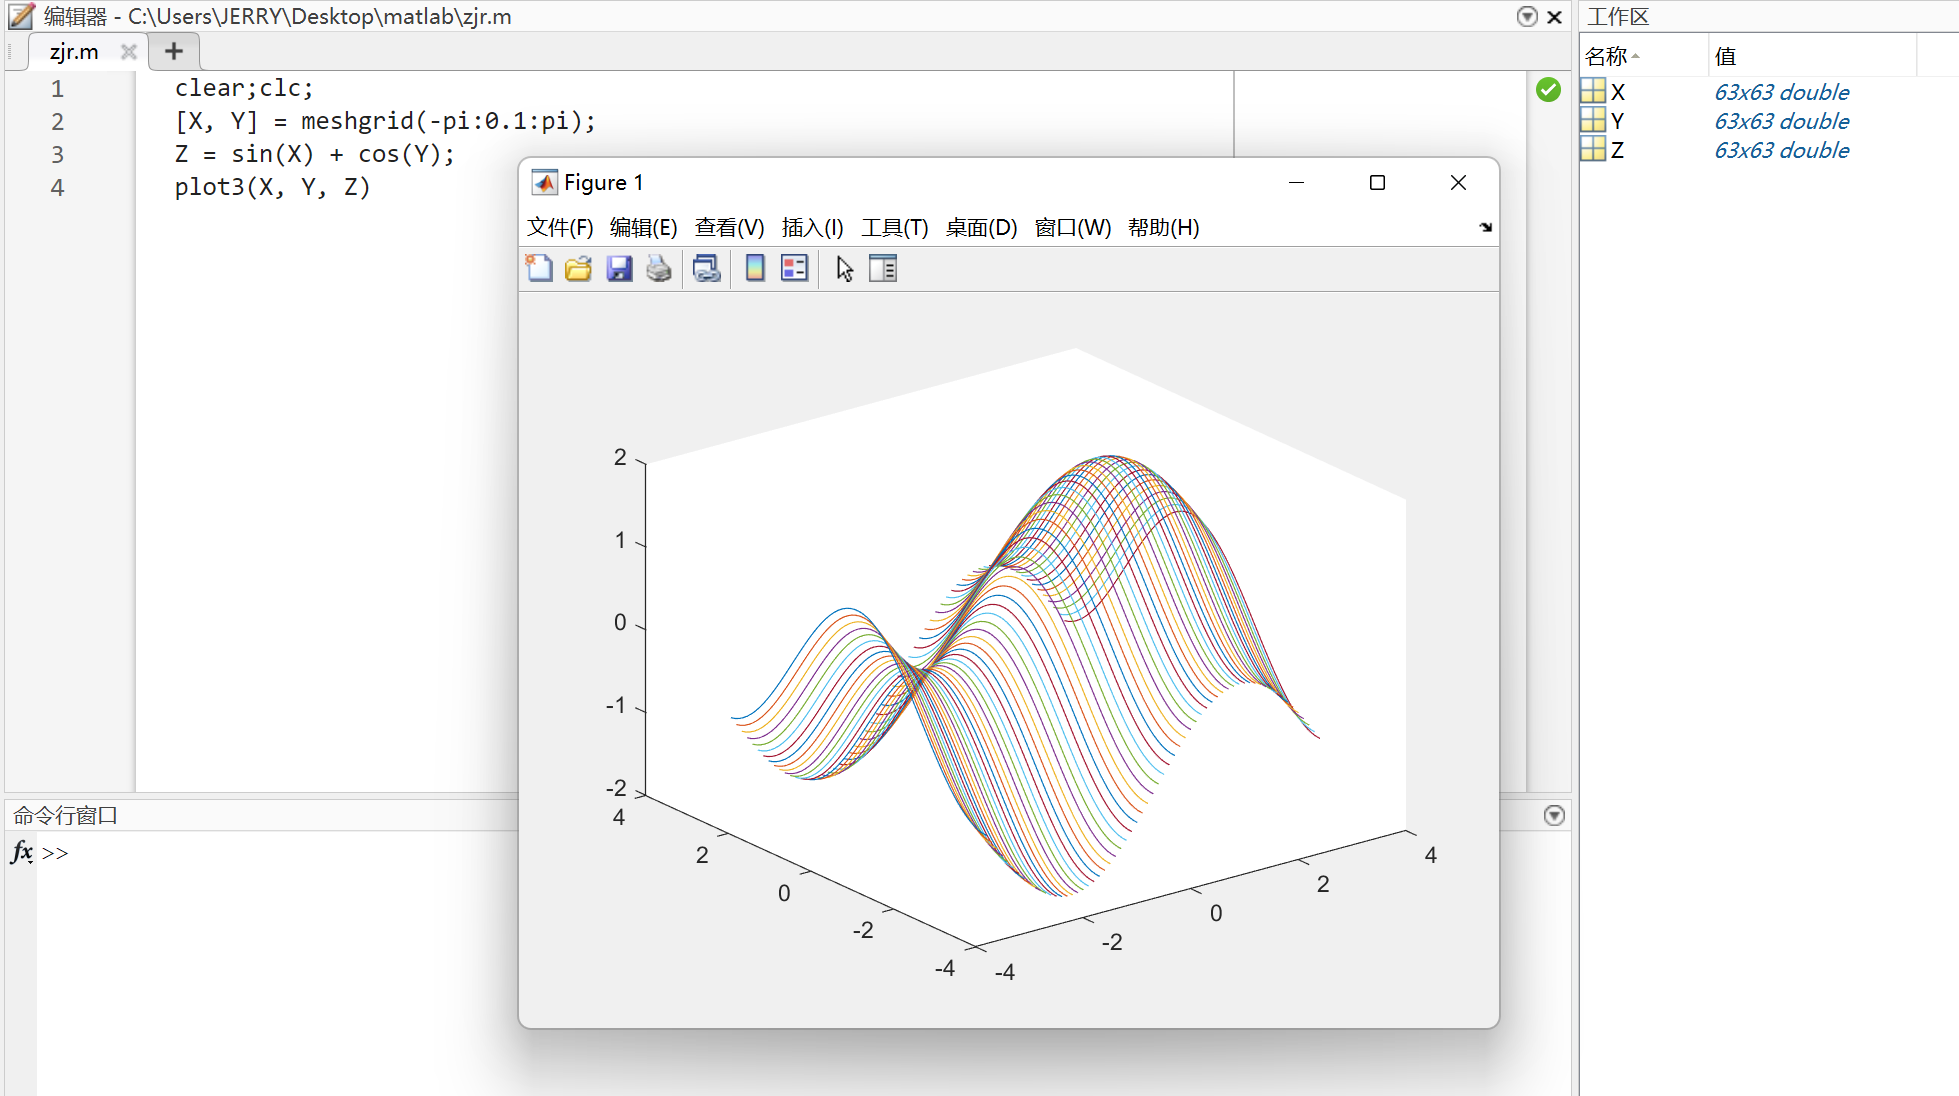 编辑器 - C:\Users\JERRY\Desktop\matlab\zjr.m
zjr.m
1 clear;clc;
2 [X, Y] = meshgrid(-pi:0.1:pi);
3 Z = sin(X) + cos(Y);
4 plot3(X, Y, Z)
Figure 1
文件(F) 编辑(E) 查看(V) 插入(I) 工具(T) 桌面(D) 窗口(W) 帮助(H)
2
1
0
-1
-2
4
2
0
-2
-4
-4
-2
0
2
4
命令行窗口
fx >>
工作区
名称 值
X 63x63 double
Y 63x63 double
Z 63x63 double